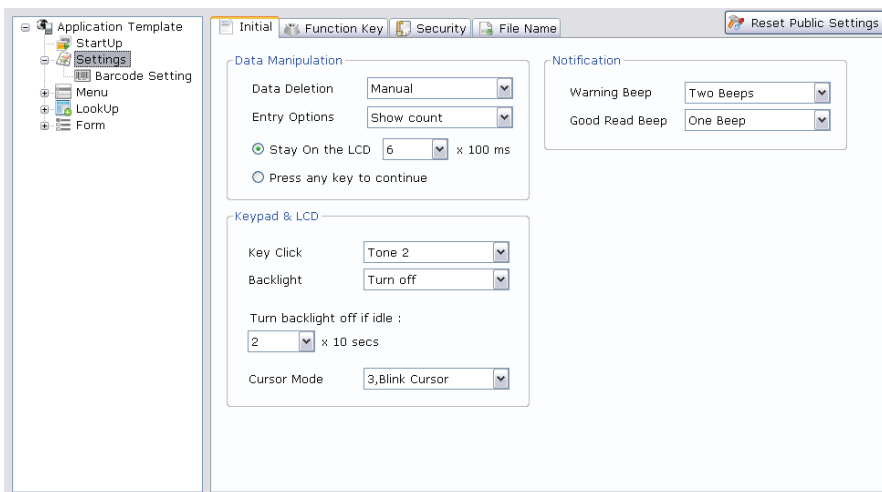 Application Template
StartUp
Settings
Barcode Setting
Menu
LookUp
Form
Initial
Function Key
Security
File Name
Reset Public Settings
Data Manipulation
Data Deletion Manual
Entry Options Show count
Stay On the LCD 6 x 100 ms
Press any key to continue
Notification
Warning Beep Two Beeps
Good Read Beep One Beep
Keypad & LCD
Key Click Tone 2
Backlight Turn off
Turn backlight off if idle :
2 x 10 secs
Cursor Mode 3,Blink Cursor